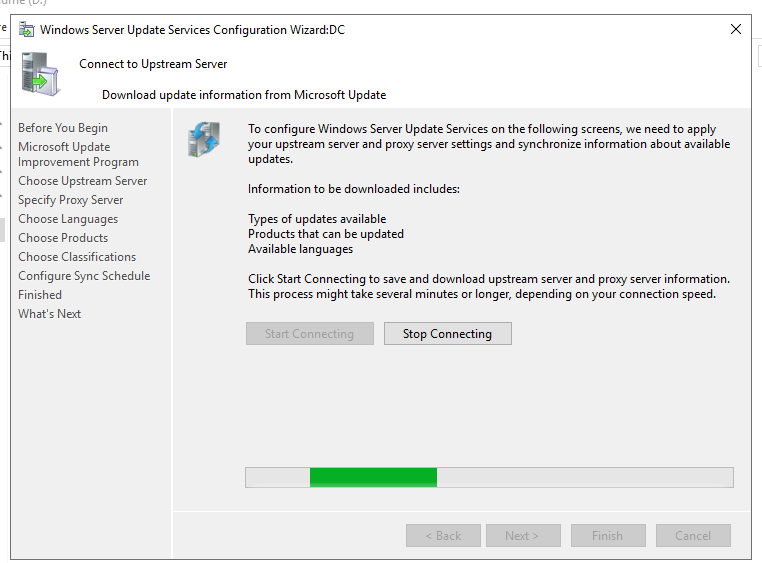 ume (D:)
Windows Server Update Services Configuration Wizard:DC
re
Thi
Connect to Upstream Server
Download update information from Microsoft Update
Before You Begin
Microsoft Update
Improvement Program
Choose Upstream Server
Specify Proxy Server
Choose Languages
Choose Products
Choose Classifications
Configure Sync Schedule
Finished
What's Next
To configure Windows Server Update Services on the following screens, we need to apply
your upstream server and proxy server settings and synchronize information about available
updates.
Information to be downloaded includes:
Types of updates available
Products that can be updated
Available languages
Click Start Connecting to save and download upstream server and proxy server information.
This process might take several minutes or longer, depending on your connection speed.
Start Connecting Stop Connecting
< Back Next > Finish Cancel